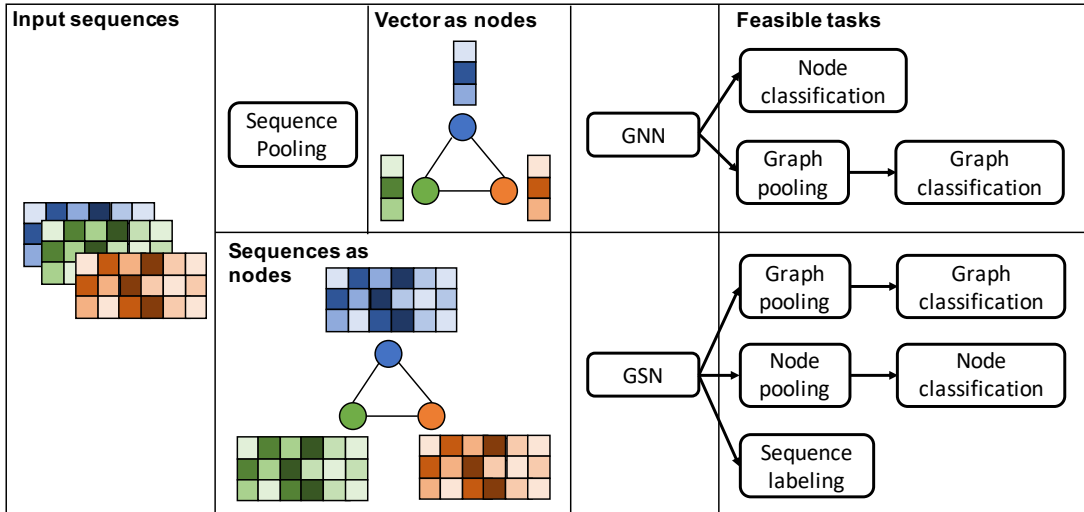 Input sequences
Vector as nodes
Feasible tasks
Sequence
Pooling
GNN
Node
classification
Graph
pooling
Graph
classification
Sequences as
nodes
GSN
Graph
pooling
Graph
classification
Node
pooling
Node
classification
Sequence
labeling